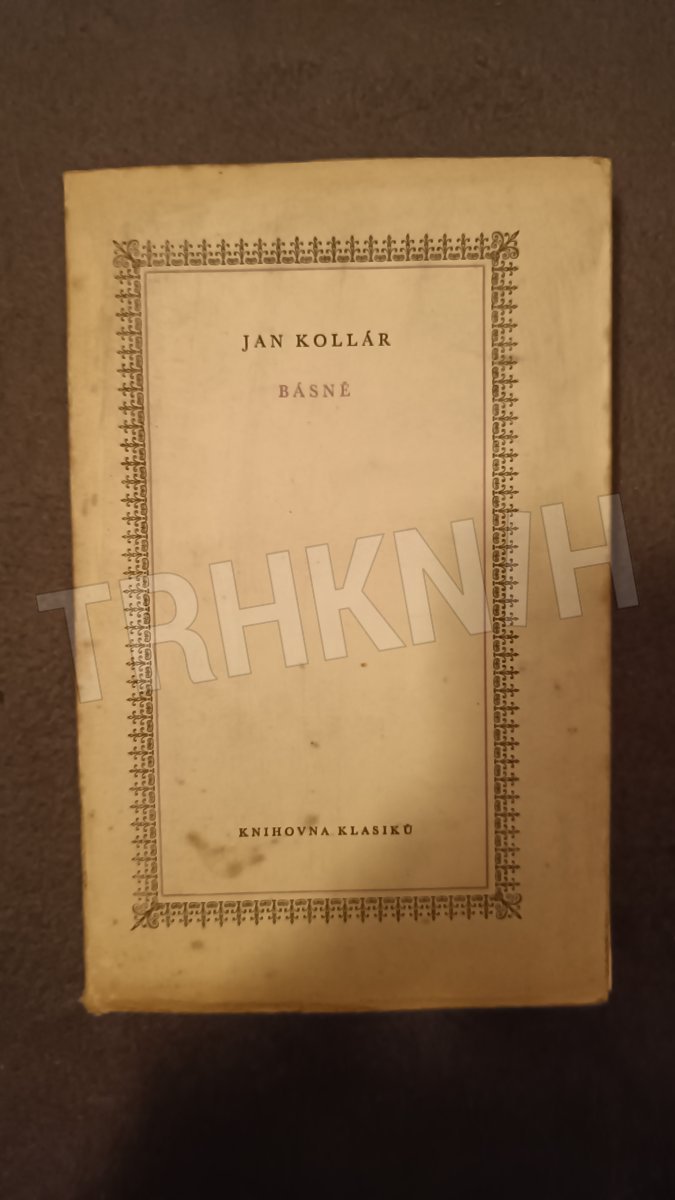 JAN KOLLÁR
BÁSNĚ
TRHKNIH
KNIHOVNA KLASIKŮ